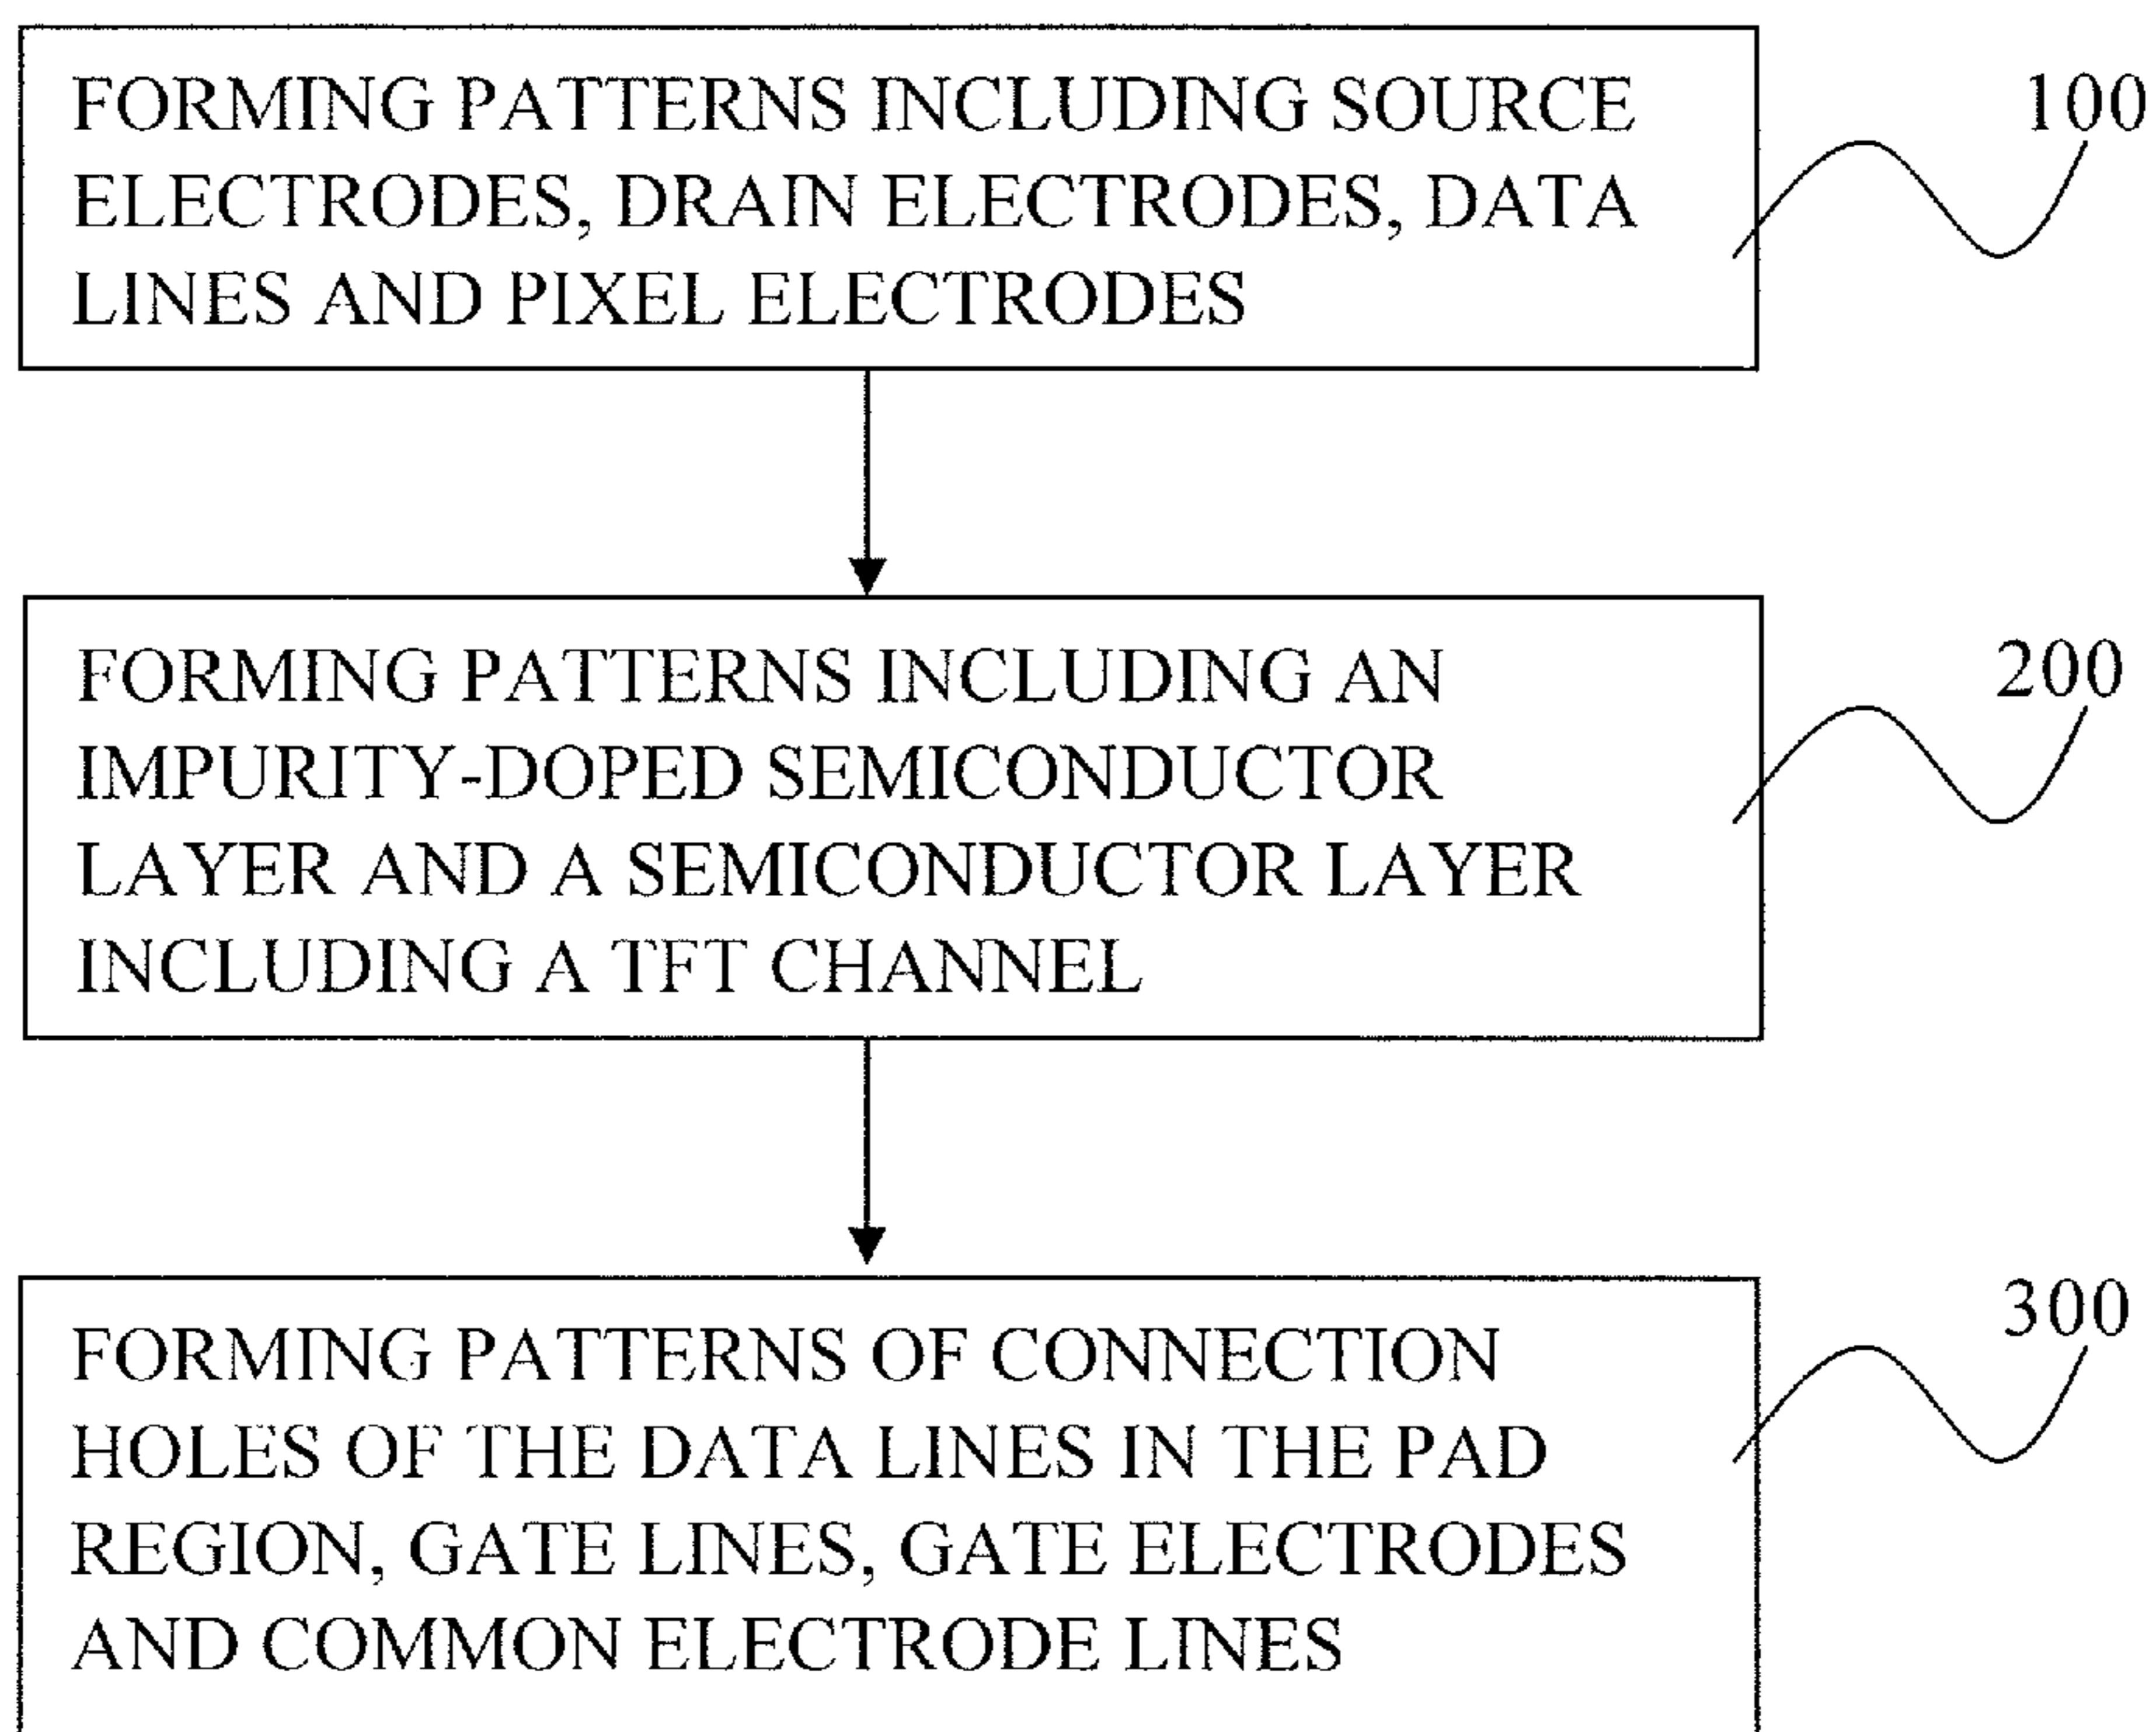 FORMING PATTERNS INCLUDING SOURCE
ELECTRODES, DRAIN ELECTRODES, DATA
LINES AND PIXEL ELECTRODES
100
FORMING PATTERNS INCLUDING AN
IMPURITY-DOPED SEMICONDUCTOR
LAYER AND A SEMICONDUCTOR LAYER
INCLUDING A TFT CHANNEL
200
FORMING PATTERNS OF CONNECTION
HOLES OF THE DATA LINES IN THE PAD
REGION, GATE LINES, GATE ELECTRODES
AND COMMON ELECTRODE LINES
300